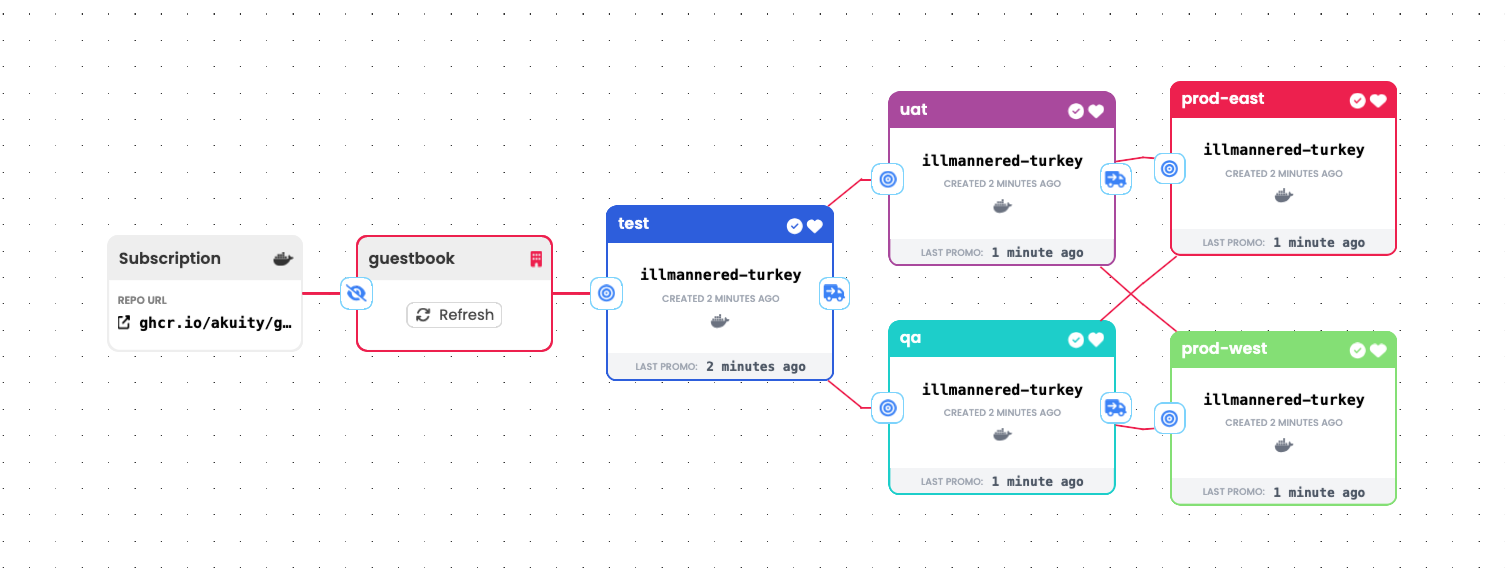 Subscription
REPO URL
ghcr.io/akuity/g…
guestbook
Refresh
test
illmannered-turkey
CREATED 2 MINUTES AGO
LAST PROMO: 2 minutes ago
uat
illmannered-turkey
CREATED 2 MINUTES AGO
LAST PROMO: 1 minute ago
qa
illmannered-turkey
CREATED 2 MINUTES AGO
LAST PROMO: 1 minute ago
prod-east
illmannered-turkey
CREATED 2 MINUTES AGO
LAST PROMO: 1 minute ago
prod-west
illmannered-turkey
CREATED 2 MINUTES AGO
LAST PROMO: 1 minute ago